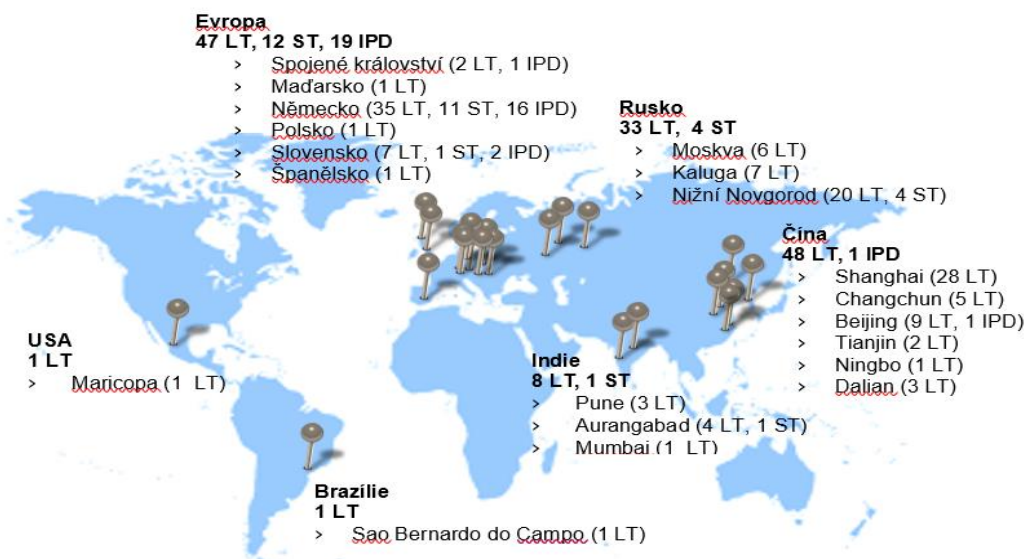 Evropa
47 LT, 12 ST, 19 IPD
> Spojené království (2 LT, 1 IPD)
> Maďarsko (1 LT)
> Německo (35 LT, 11 ST, 16 IPD)
> Polsko (1 LT)
> Slovensko (7 LT, 1 ST, 2 IPD)
> Španělsko (1 LT)
Rusko
33 LT, 4 ST
> Moskva (6 LT)
> Kaluga (7 LT)
> Nižní Novgorod (20 LT, 4 ST)
Čína
48 LT, 1 IPD
> Shanghai (28 LT)
> Changchun (5 LT)
> Beijing (9 LT, 1 IPD)
> Tianjin (2 LT)
> Ningbo (1 LT)
> Dalian (3 LT)
USA
1 LT
> Maricopa (1 LT)
Indie
8 LT, 1 ST
> Pune (3 LT)
> Aurangabad (4 LT, 1 ST)
> Mumbai (1 LT)
Brazílie
1 LT
> Sao Bernardo do Campo (1 LT)